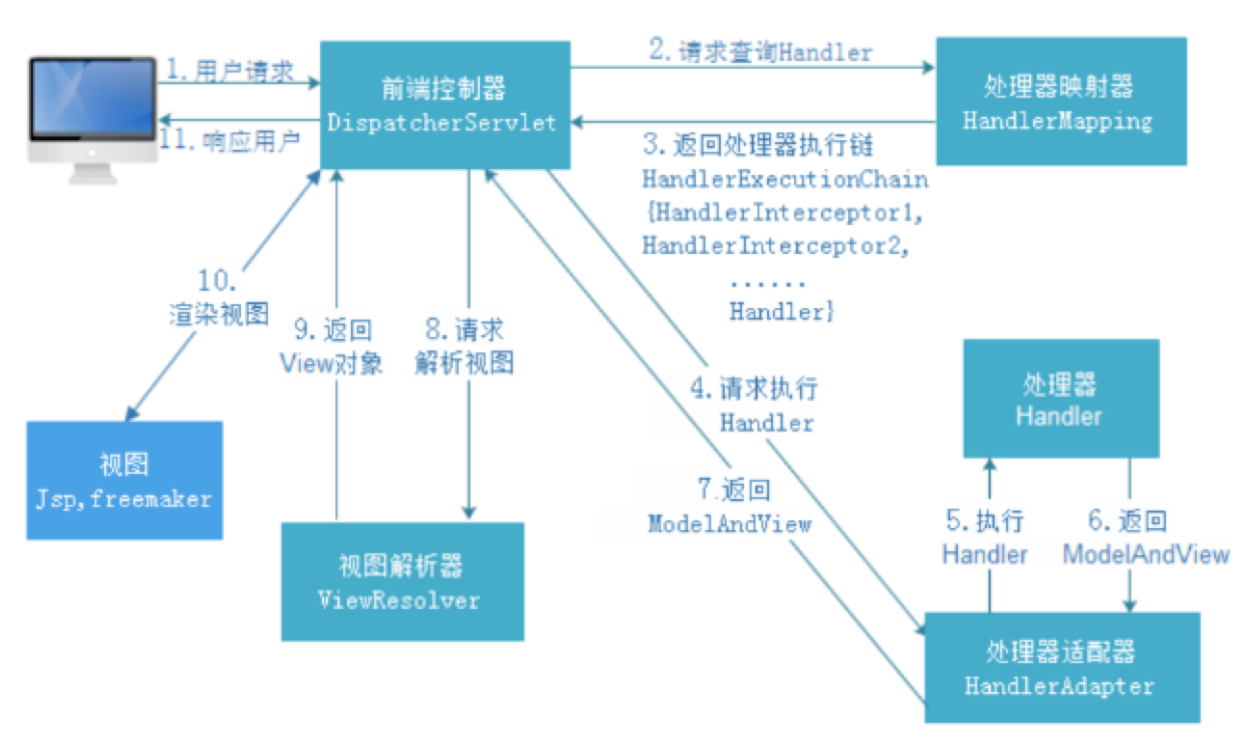 1.用户请求
11.响应用户
前端控制器
DispatcherServlet
2.请求查询Handler
处理器映射器
HandlerMapping
3.返回处理器执行链
HandlerExecutionChain
{HandlerInterceptor1,
HandlerInterceptor2,
......
Handler}
10.
渲染视图
9.返回
View对象
8.请求
解析视图
4.请求执行
Handler
处理器
Handler
视图
Jsp,freemaker
7.返回
ModelAndView
5.执行
Handler
6.返回
ModelAndView
视图解析器
ViewResolver
处理器适配器
HandlerAdapter